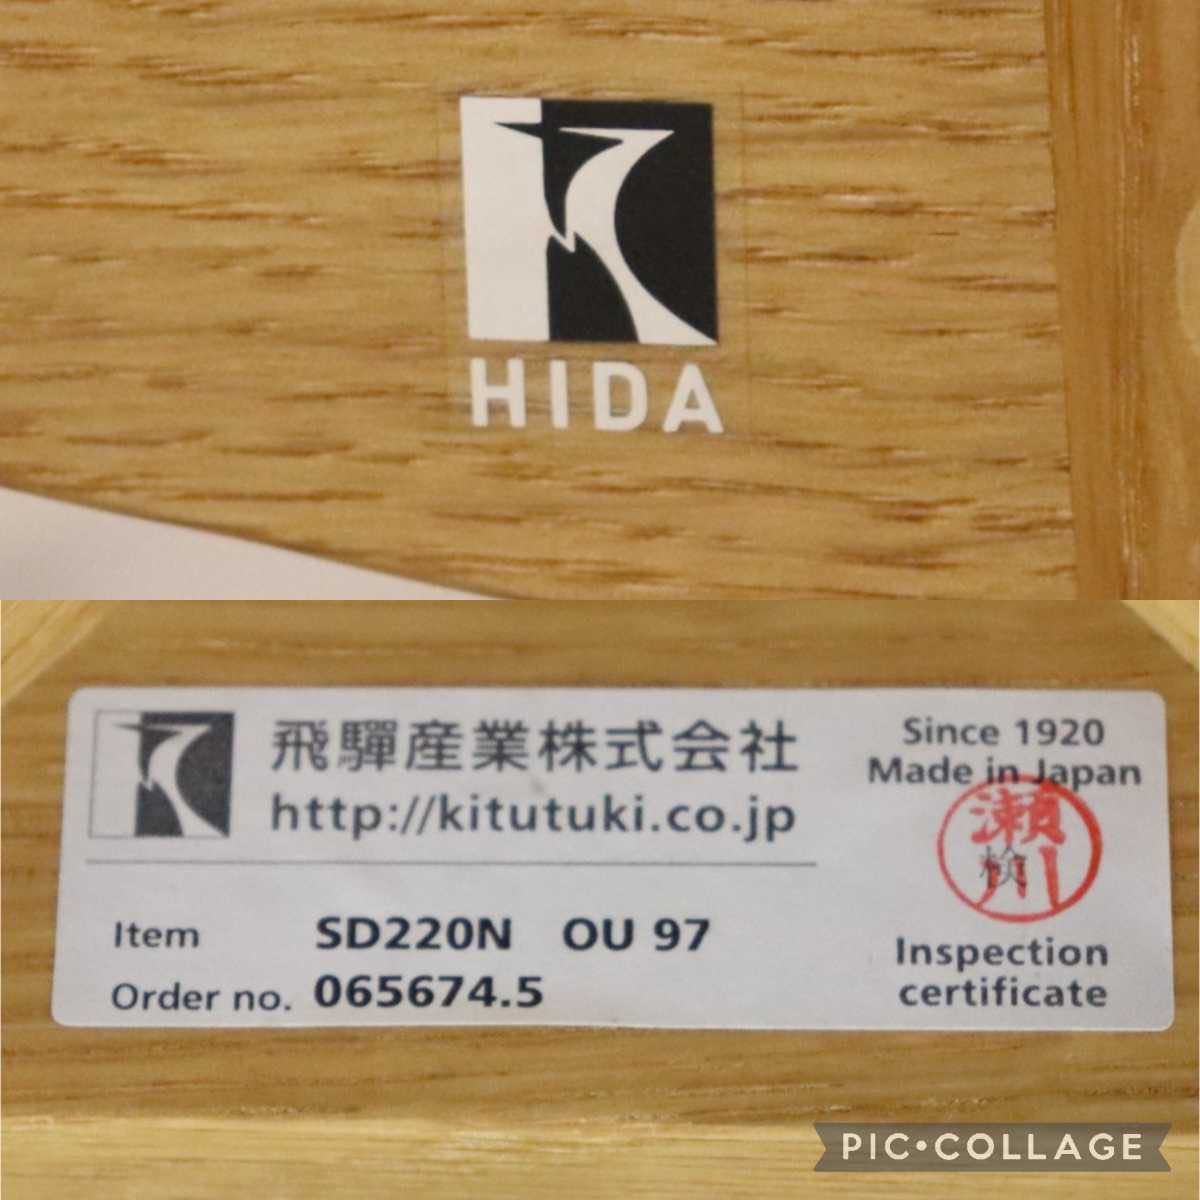 HIDA
飛驒産業株式会社
http://kitutuki.co.jp
Since 1920
Made in Japan
瀬川
検
Item SD220N OU 97
Order no. 065674.5
Inspection
certificate
PIC•COLLAGE